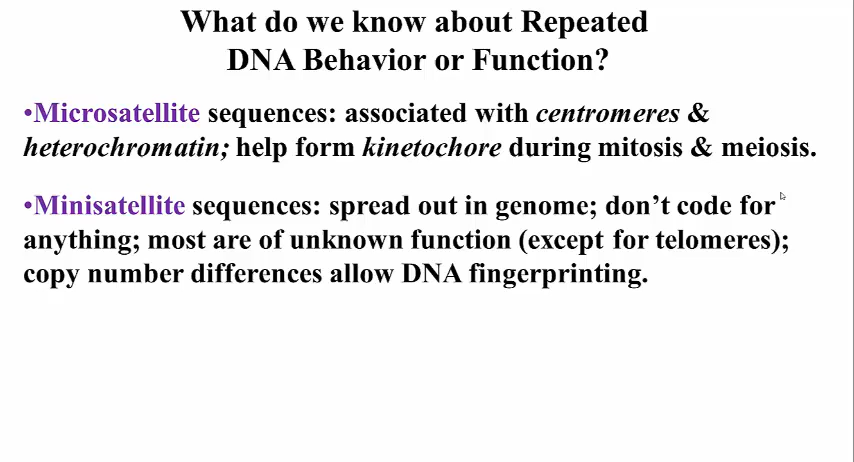 What do we know about Repeated
DNA Behavior or Function?
•Microsatellite sequences: associated with centromeres &
heterochromatin; help form kinetochore during mitosis & meiosis.
•Minisatellite sequences: spread out in genome; don’t code for
anything; most are of unknown function (except for telomeres);
copy number differences allow DNA fingerprinting.